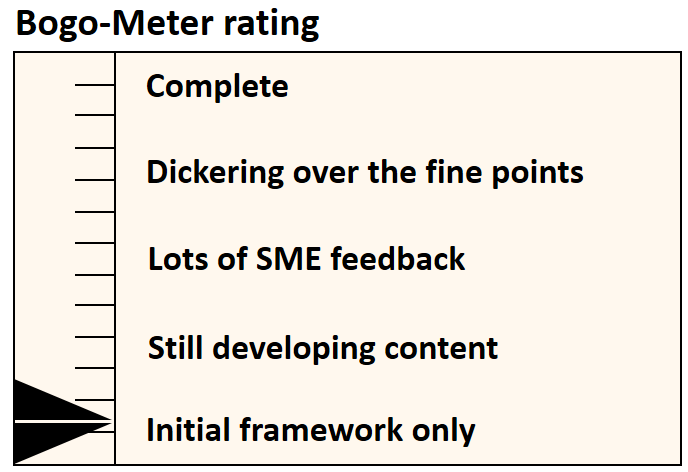 Bogo-Meter rating
Complete
Dickering over the fine points
Lots of SME feedback
Still developing content
Initial framework only